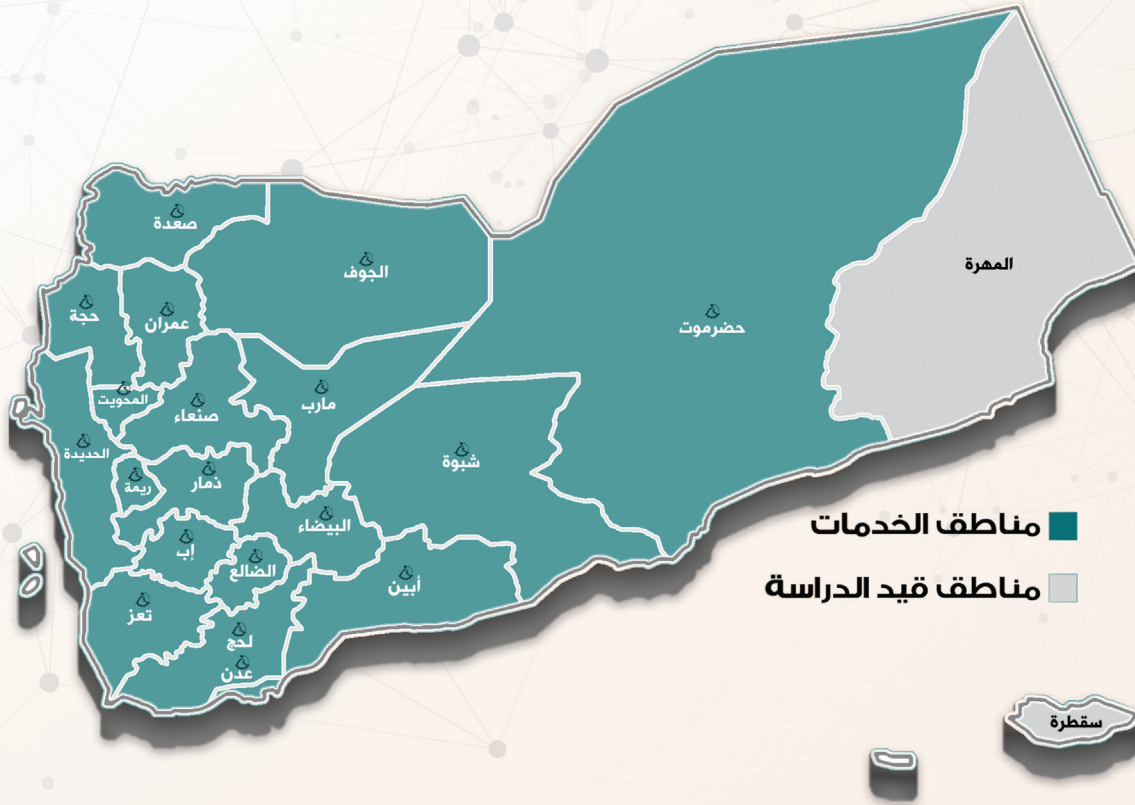 صعدة
الجوف
المهرة
حجة
عمران
حضرموت
المحويت
صنعاء
مارب
الحديدة
ريمة
ذمار
شبوة
البيضاء
إب
الضالع
أبين
تعز
لحج
عدن
مناطق الخدمات
مناطق قيد الدراسة
سقطرة